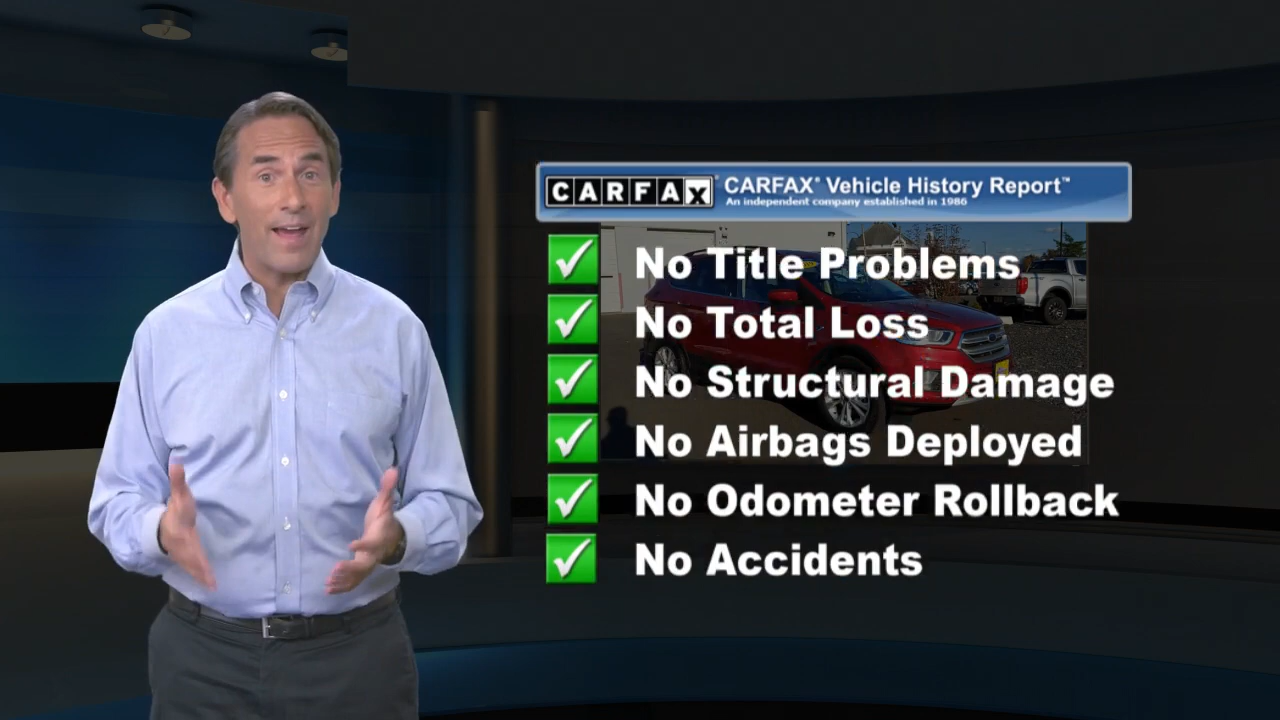 CARFAX® CARFAX® Vehicle History Report™
An independent company established in 1986
No Title Problems
No Total Loss
No Structural Damage
No Airbags Deployed
No Odometer Rollback
No Accidents